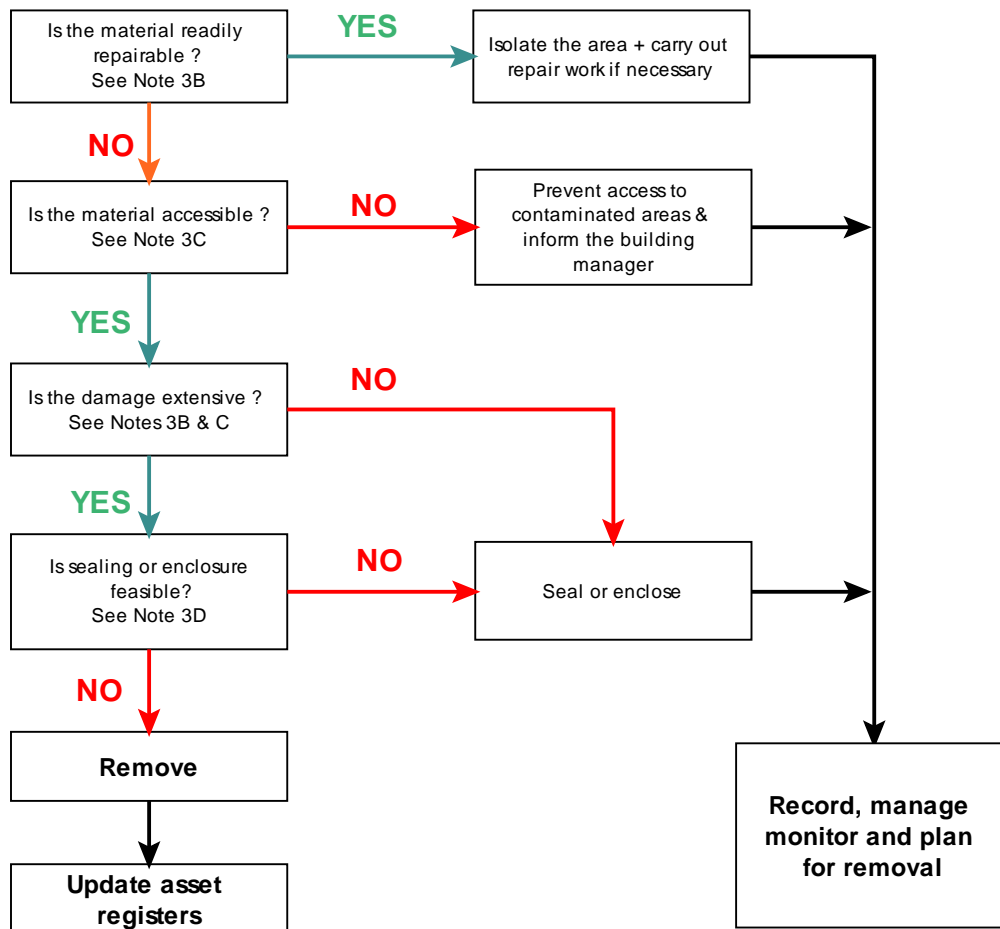 Is the material readily
repairable ?
See Note 3B
YES
Isolate the area + carry out
repair work if necessary
NO
Is the material accessible ?
See Note 3C
NO
Prevent access to
contaminated areas &
inform the building
manager
YES
Is the damage extensive ?
See Notes 3B & C
NO
YES
Is sealing or enclosure
feasible?
See Note 3D
NO
Seal or enclose
NO
Remove
Record, manage
monitor and plan
for removal
Update asset
registers